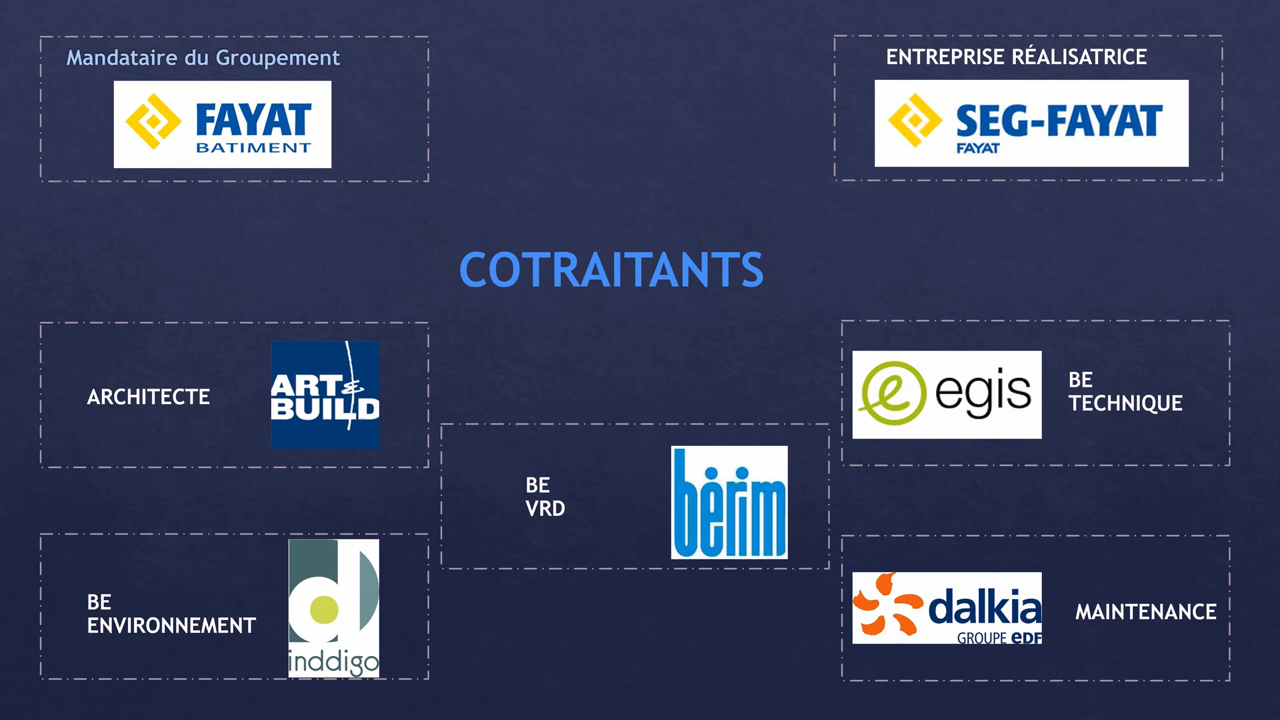 Mandataire du Groupement
FAYAT
BATIMENT
ENTREPRISE RÉALISATRICE
SEG-FAYAT
FAYAT
COTRAITANTS
ARCHITECTE
ART &
BUILD
egis
BE
TECHNIQUE
BE
VRD
bérim
BE
ENVIRONNEMENT
inddigo
dalkia
GROUPE eDF
MAINTENANCE